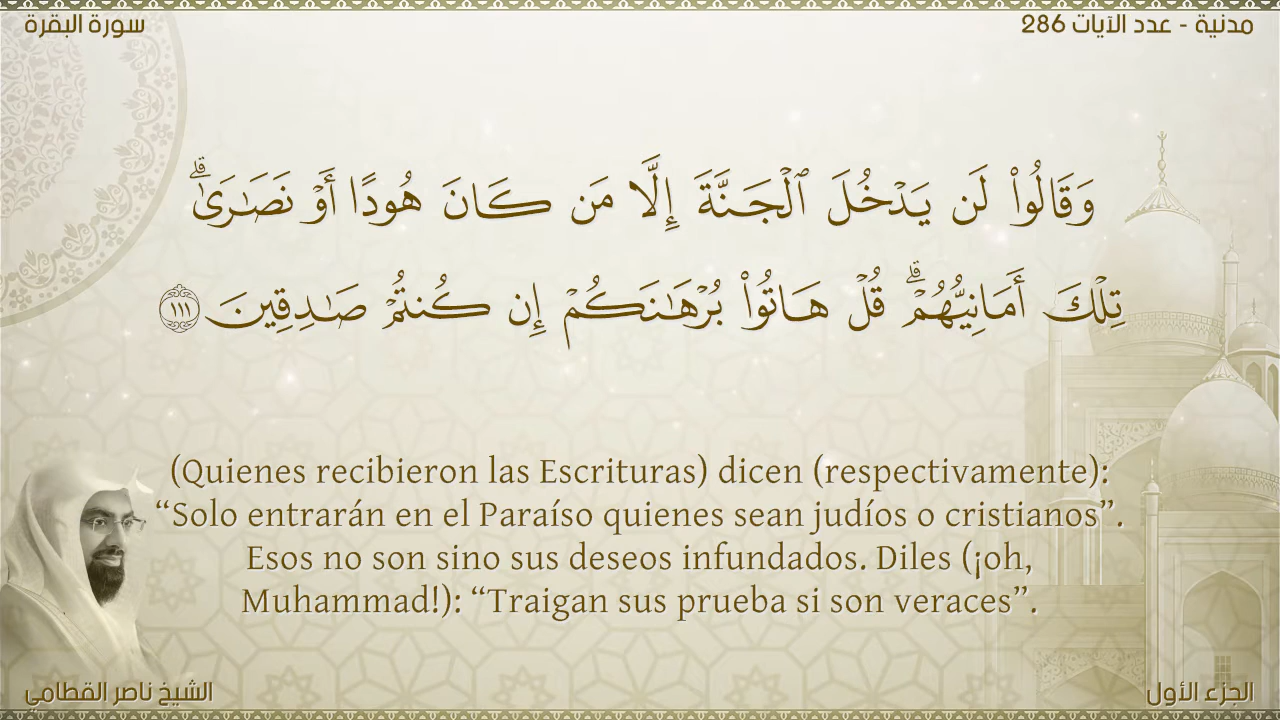 سورة البقرة
مدنية - عدد الآيات 286
وَقَالُوا۟ لَن يَدْخُلَ ٱلْجَنَّةَ إِلَّا مَن كَانَ هُودًا أَوْ نَصَـٰرَىٰ ۗ
تِلْكَ أَمَانِيُّهُمْ ۗ قُلْ هَاتُوا۟ بُرْهَـٰنَكُمْ إِن كُنتُمْ صَـٰدِقِينَ ١١١
(Quienes recibieron las Escrituras) dicen (respectivamente):
“Solo entrarán en el Paraíso quienes sean judíos o cristianos”.
Esos no son sino sus deseos infundados. Diles (¡oh,
Muhammad!): “Traigan sus prueba si son veraces”.
الشيخ ناصر القطامي
الجزء الأول